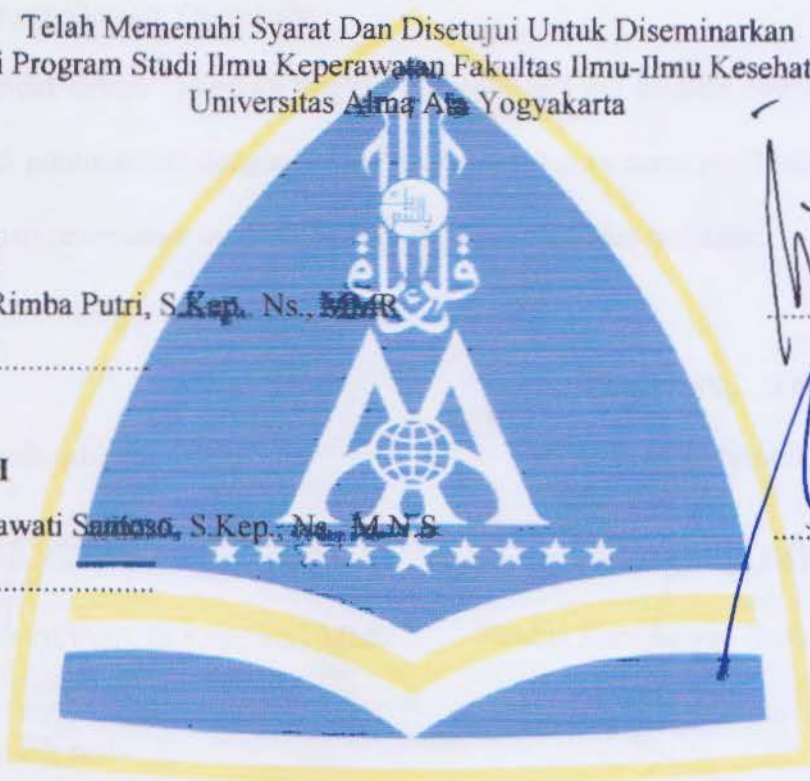 Telah Memenuhi Syarat Dan Disetujui Untuk Diseminarkan
i Program Studi Ilmu Keperawatan Fakultas Ilmu-Ilmu Kesehat
Universitas Alma Ata Yogyakarta
Rimba Putri, S.Kep. Ns., MMR
I
awati Santoso, S.Kep., Ns. M.N.S